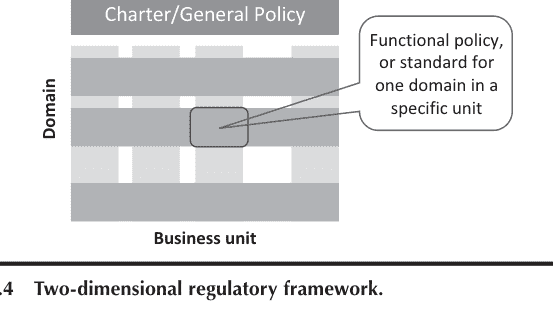 Charter/General Policy
Functional policy,
or standard for
one domain in a
specific unit
Domain
Business unit
.4 Two-dimensional regulatory framework.